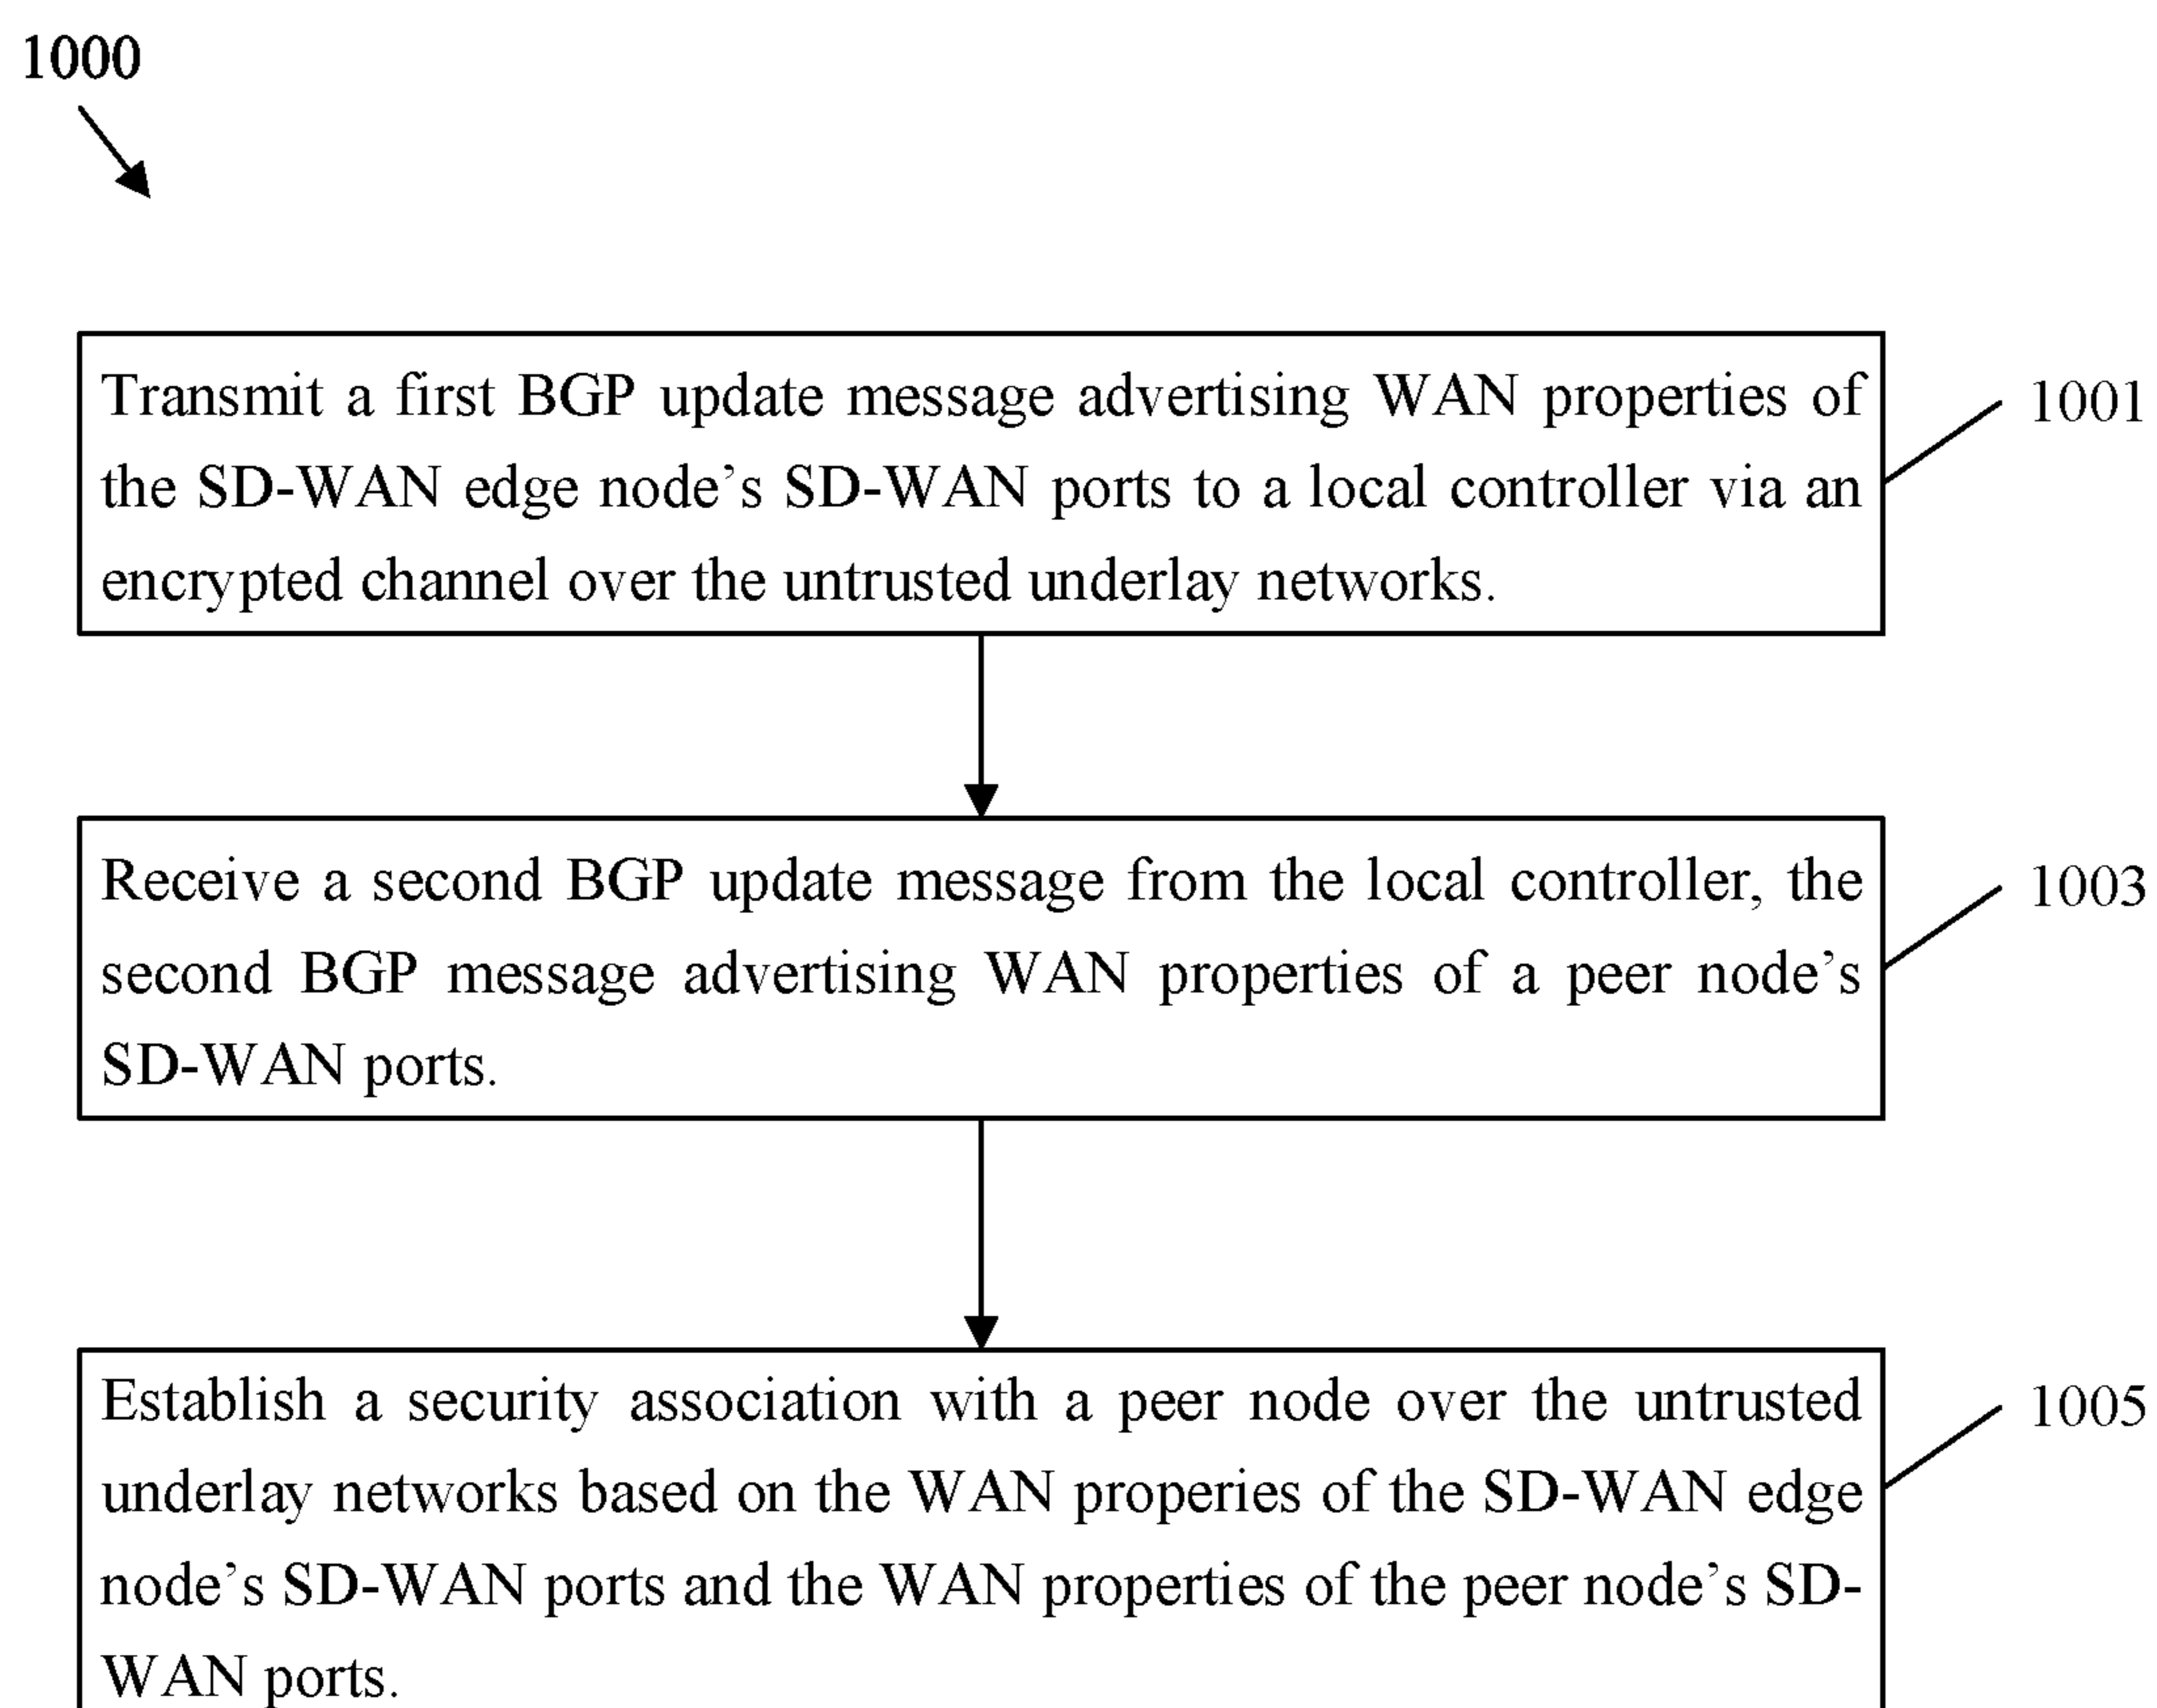 1000
Transmit a first BGP update message advertising WAN properties of
the SD-WAN edge node’s SD-WAN ports to a local controller via an
encrypted channel over the untrusted underlay networks.
1001
Receive a second BGP update message from the local controller, the
second BGP message advertising WAN properties of a peer node’s
SD-WAN ports.
1003
Establish a security association with a peer node over the untrusted
underlay networks based on the WAN properies of the SD-WAN edge
node’s SD-WAN ports and the WAN properties of the peer node’s SD-
WAN ports.
1005